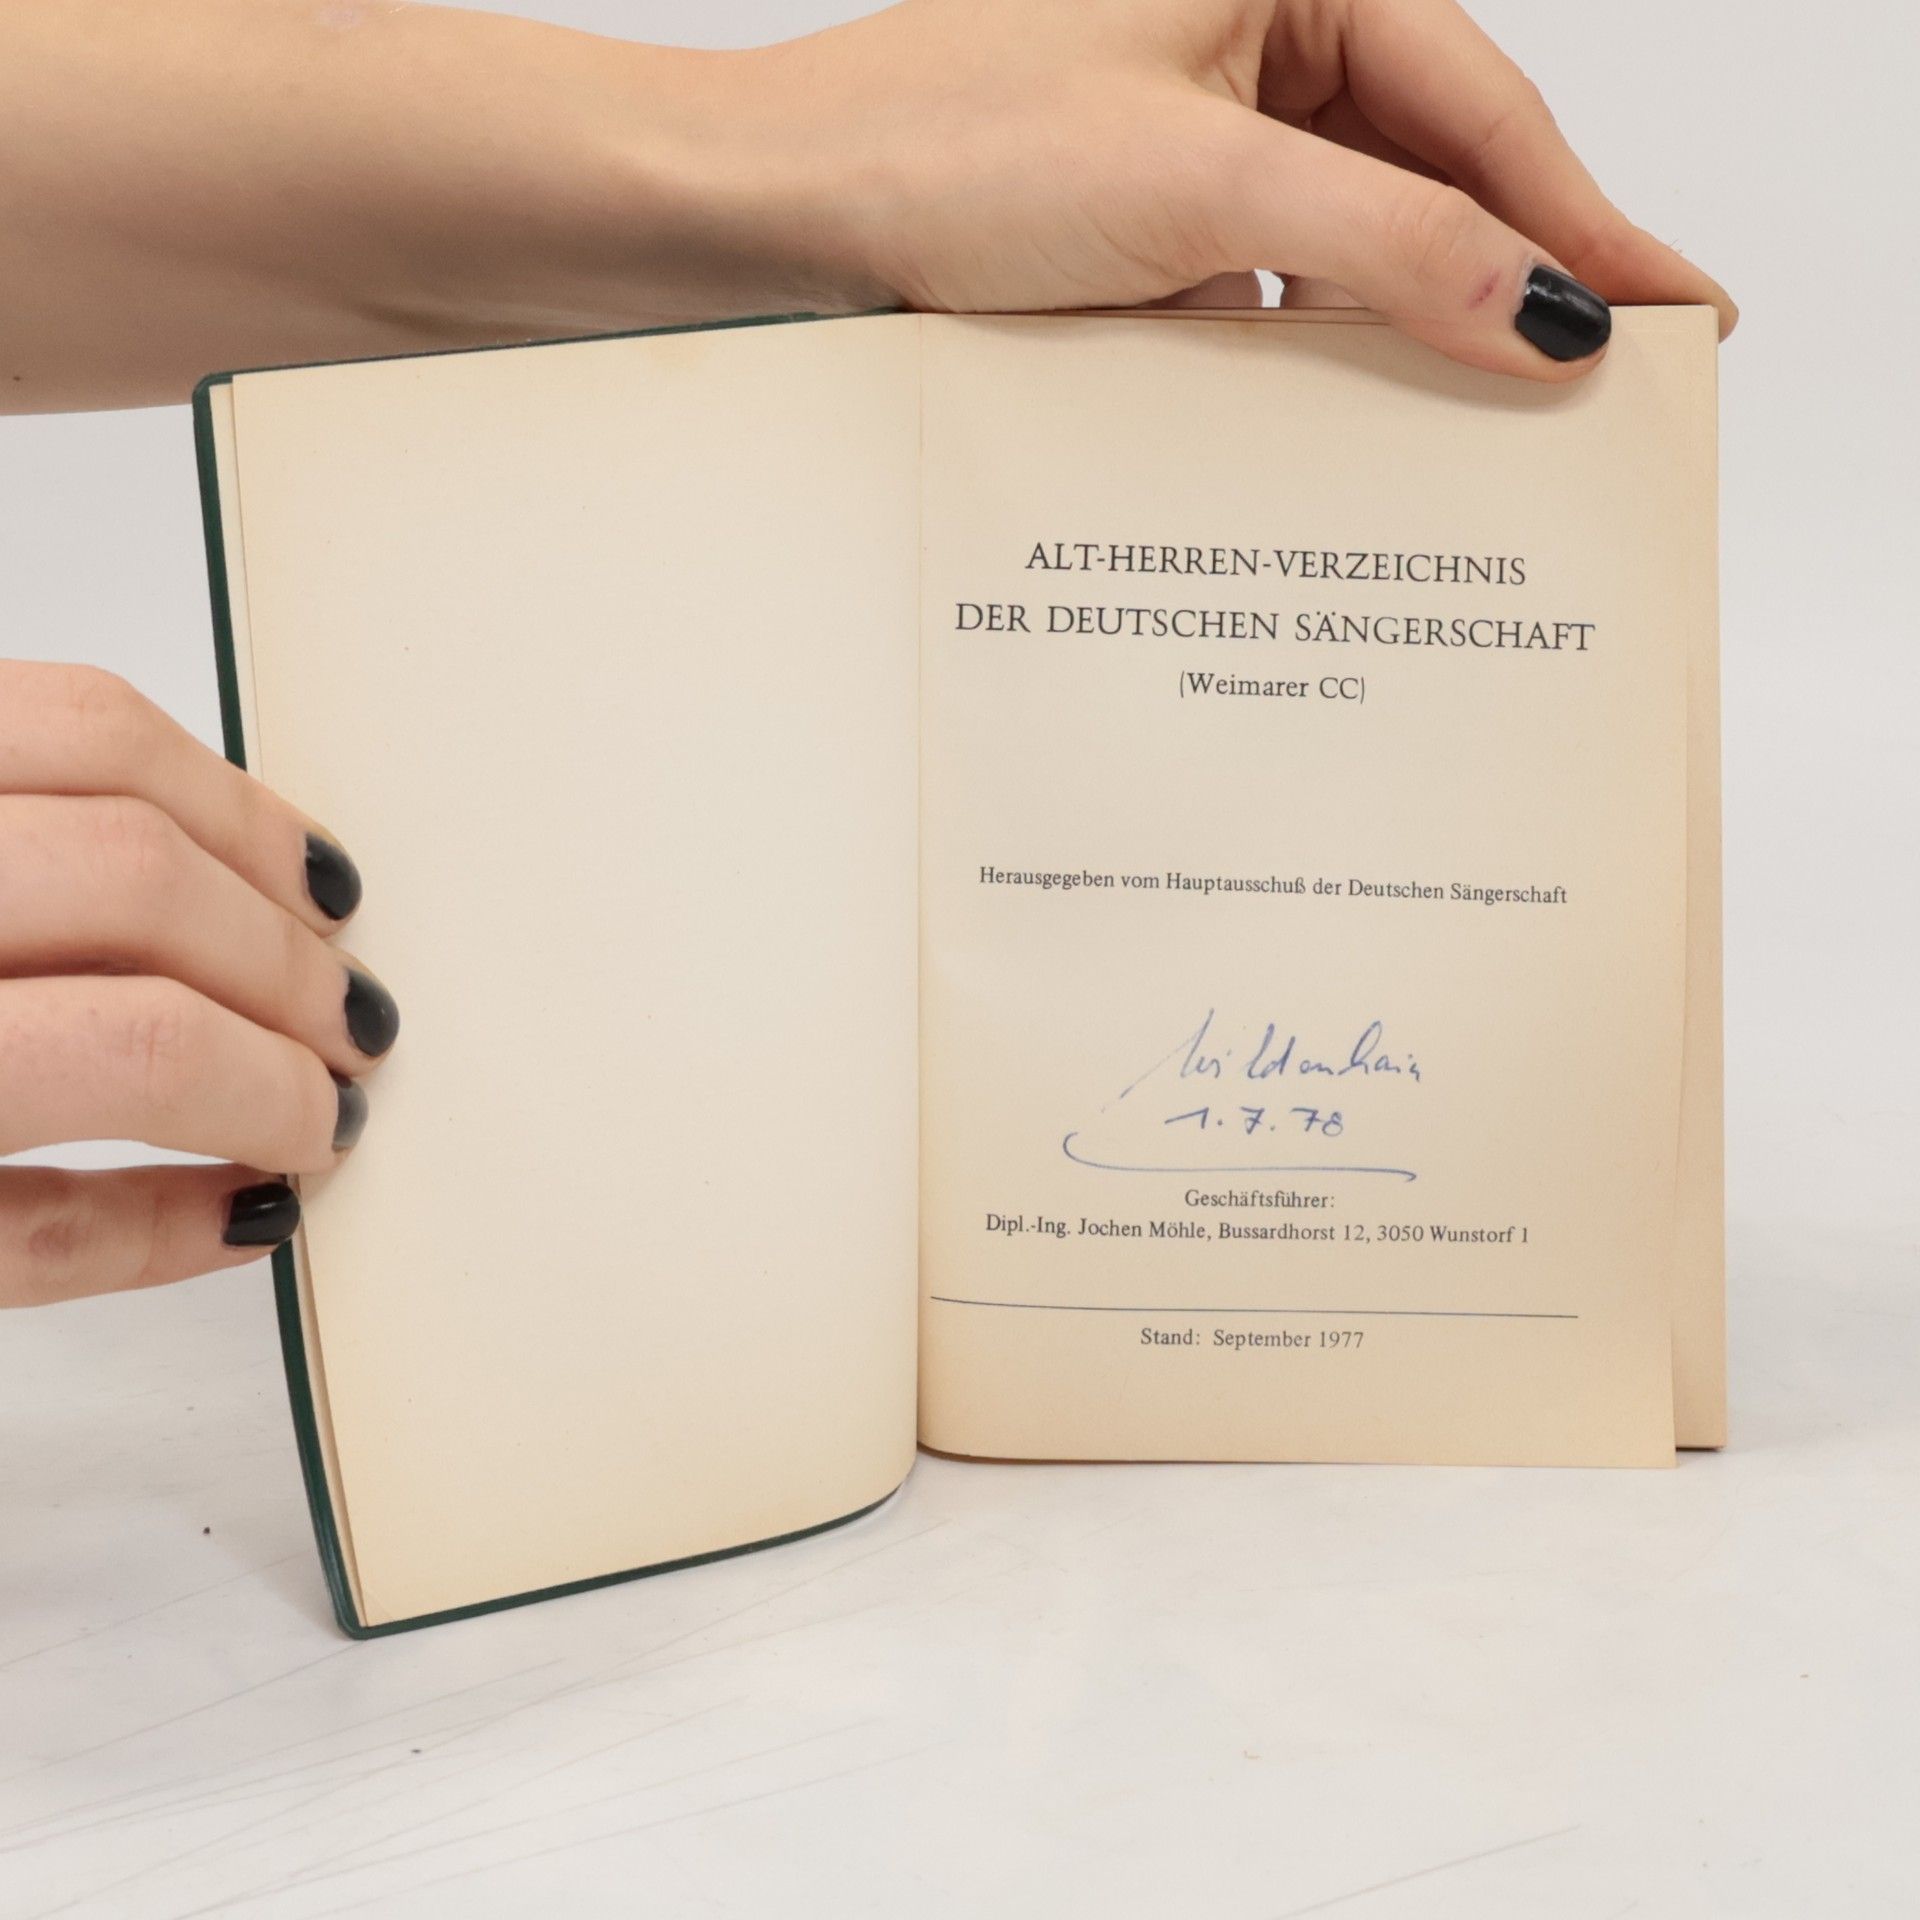 ALT-HERREN-VERZEICHNIS
DER DEUTSCHEN SÄNGERSCHAFT
(Weimarer CC)
Herausgegeben vom Hauptausschuß der Deutschen Sängerschaft
Wildenhain
1.7.78
Geschäftsführer:
Dipl.-Ing. Jochen Möhle, Bussardhorst 12, 3050 Wunstorf 1
Stand: September 1977